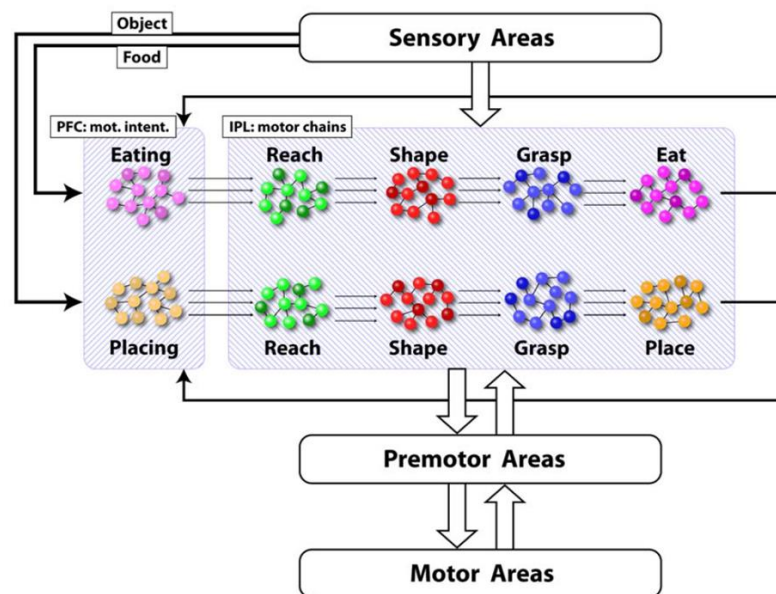 Object
Sensory Areas
Food
PFC: mot. intent.
IPL: motor chains
Eating
Reach
Shape
Grasp
Eat
Placing
Reach
Shape
Grasp
Place
Premotor Areas
Motor Areas